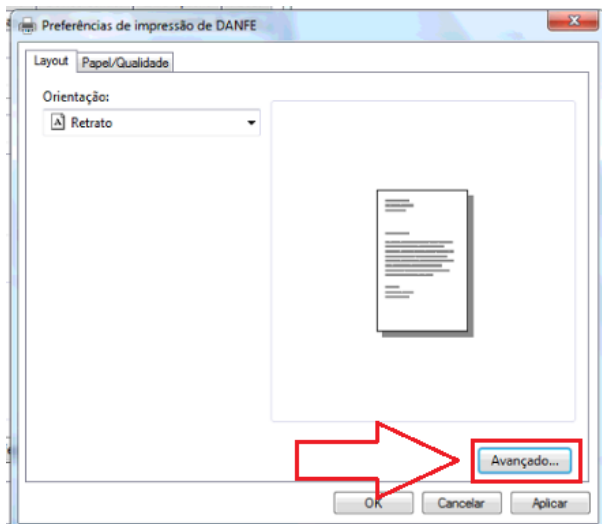 Preferências de impressão de DANFE
Layout
Papel/Qualidade
Orientação:
Retrato
Avançado...
OK
Cancelar
Aplicar